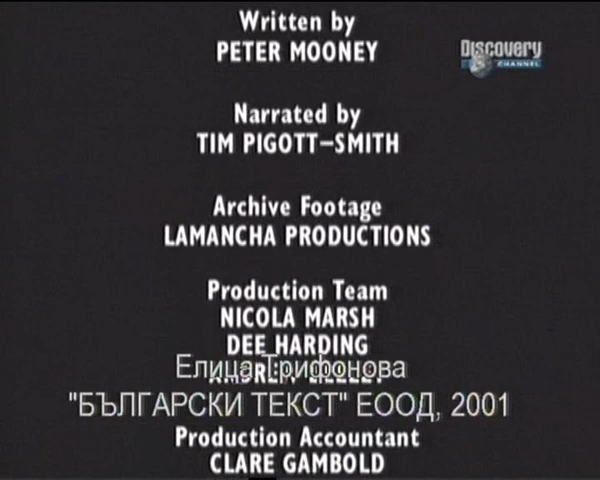 Written by
PETER MOONEY
Discovery
CHANNEL
Narrated by
TIM PIGOTT-SMITH
Archive Footage
LAMANCHA PRODUCTIONS
Production Team
NICOLA MARSH
DEE HARDING
Елица Трифонова
"БЪЛГАРСКИ ТЕКСТ" ЕООД, 2001
Production Accountant
CLARE GAMBOLD